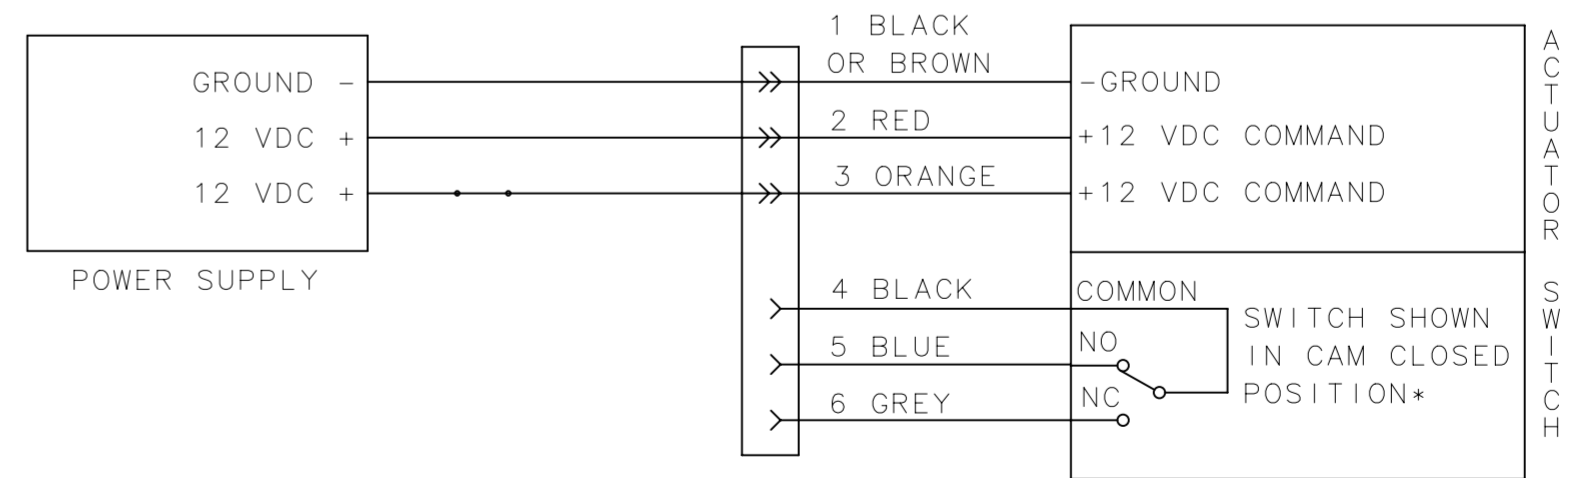 GROUND -
12 VDC +
12 VDC +
POWER SUPPLY
1 BLACK
OR BROWN
2 RED
3 ORANGE
4 BLACK
5 BLUE
6 GREY
-GROUND
+12 VDC COMMAND
+12 VDC COMMAND
COMMON
NO
NC
SWITCH SHOWN
IN CAM CLOSED
POSITION*
ACTUATOR
SWITCH